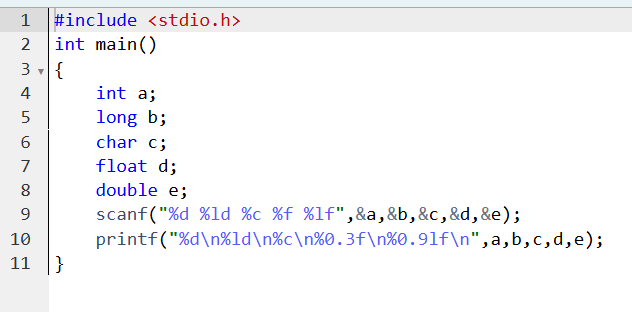 1 #include <stdio.h>
2 int main()
3 {
4 int a;
5 long b;
6 char c;
7 float d;
8 double e;
9 scanf("%d %ld %c %f %lf",&a,&b,&c,&d,&e);
10 printf("%d\n%ld\n%c\n%0.3f\n%0.9lf\n",a,b,c,d,e);
11 }